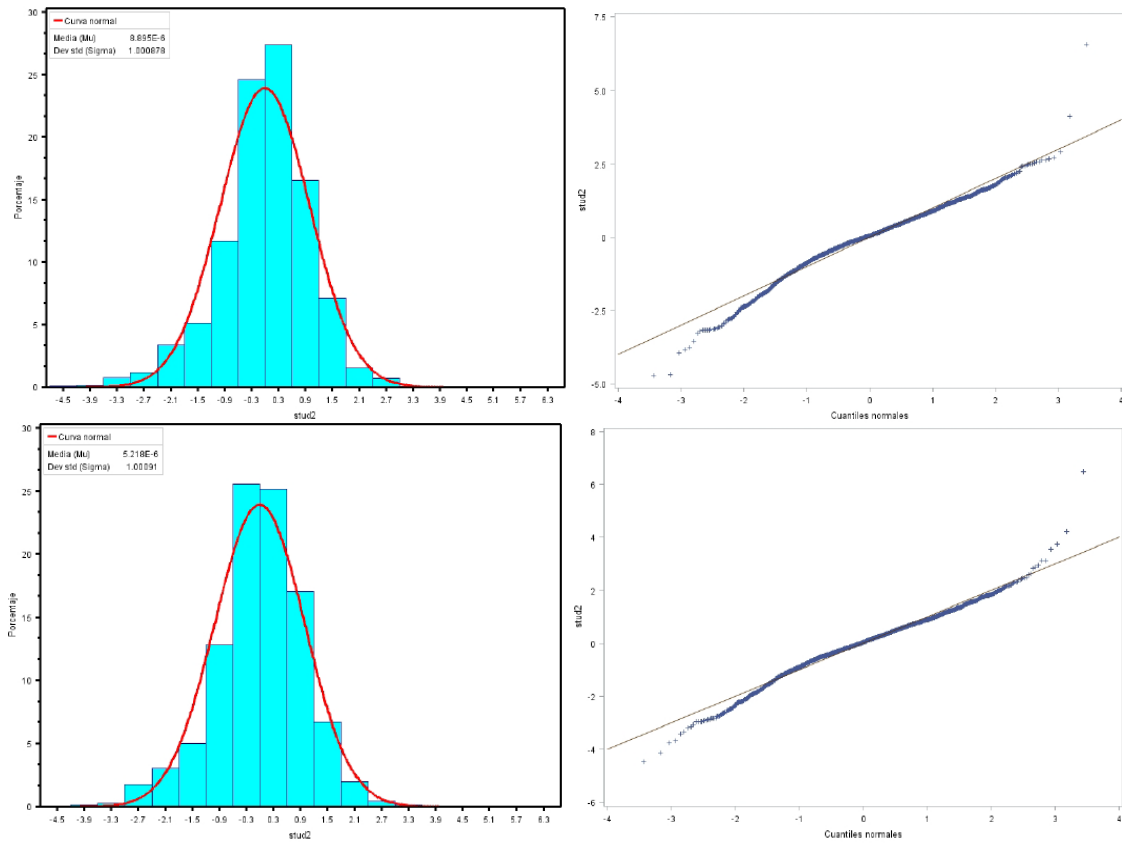 30
25
20
15
10
5
0
Porcentaje
Curva normal
Media (Mu) 8.895E-6
Dev std (Sigma) 1.000878
-4.5 -3.9 -3.3 -2.7 -2.1 -1.5 -0.9 -0.3 0.3 0.9 1.5 2.1 2.7 3.3 3.9 4.5 5.1 5.7 6.3
stud2
7.5
5.0
2.5
0
-2.5
-5.0
stud2
-4 -3 -2 -1 0 1 2 3 4
Cuantiles normales
30
25
20
15
10
5
0
Porcentaje
Curva normal
Media (Mu) 5.218E-6
Dev std (Sigma) 1.00091
-4.5 -3.9 -3.3 -2.7 -2.1 -1.5 -0.9 -0.3 0.3 0.9 1.5 2.1 2.7 3.3 3.9 4.5 5.1 5.7 6.3
stud2
8
6
4
2
0
-2
-4
-6
stud2
-4 -3 -2 -1 0 1 2 3 4
Cuantiles normales